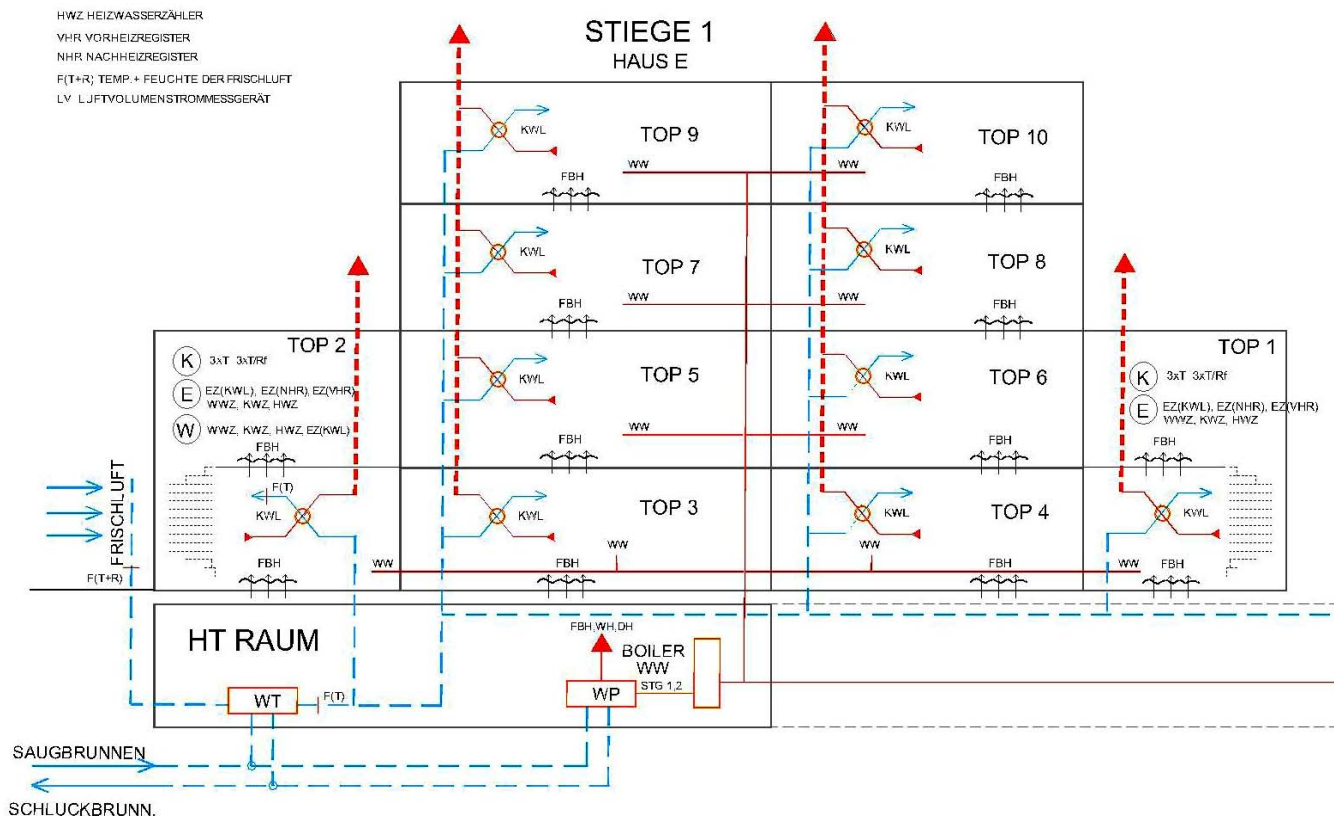 HWZ HEIZWASSERZÄHLER
VHR VORHEIZREGISTER
NHR NACHHEIZREGISTER
F(T+R) TEMP.+ FEUCHTE DER FRISCHLUFT
LV LUFTVOLUMENSTROMMESSGERÄT
STIEGE 1
HAUS E
KWL
TOP 9
KWL
TOP 10
WW
FBH
FBH
KWL
TOP 7
KWL
TOP 8
WW
FBH
FBH
TOP 2
K 3xT 3xT/Rf
E EZ(KWL), EZ(NHR), EZ(VHR)
WWZ, KWZ, HWZ
W WWZ, KWZ, HWZ, EZ(KWL)
FBH
KWL
TOP 5
KWL
TOP 6
WW
FBH
FBH
TOP 1
K 3xT 3xT/Rf
E EZ(KWL), EZ(NHR), EZ(VHR)
WWZ, KWZ, HWZ
FBH
FRISCHLUFT
F(T+R)
F(T)
KWL
KWL
TOP 3
KWL
TOP 4
KWL
WW
WW
WW
WW
FBH
FBH
FBH
FBH
HT RAUM
FBH,WH,DH
BOILER
WW
WT
F(T)
WP
STG 1,2
SAUGBRUNNEN
SCHLUCKBRUNN.